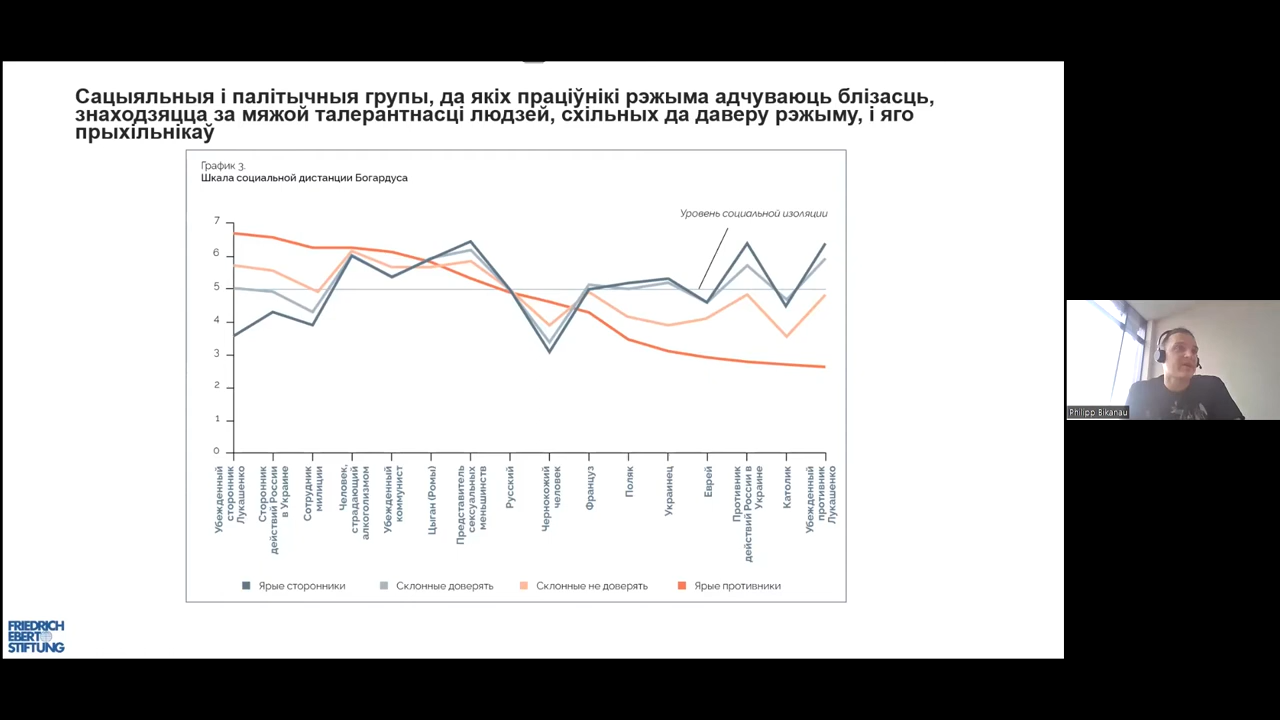 Сацыяльныя і палітычныя групы, да якіх праціўнікі рэжыма адчуваюць блізасць,
знаходзяцца за мяжой талерантнасці людзей, схільных да даверу рэжыму, і яго
прыхільнікаў
График 3.
Шкала социальной дистанции Богардуса
Уровень социальной изоляции
7
6
5
4
3
2
1
0
Убежденный
сторонник
Лукашенко
Сторонник
действий России
в Украине
Сотрудник
милиции
Человек,
страдающий
алкоголизмом
Убежденный
коммунист
Цыган (Ромы)
Представитель
сексуальных
меньшинств
Русский
Чернокожий
человек
Француз
Поляк
Украинец
Еврей
Противник
действий России в
Украине
Католик
Убежденный
противник
Лукашенко
Ярые сторонники
Склонные доверять
Склонные не доверять
Ярые противники
FRIEDRICH
EBERT
STIFTUNG
Philipp Bikanau